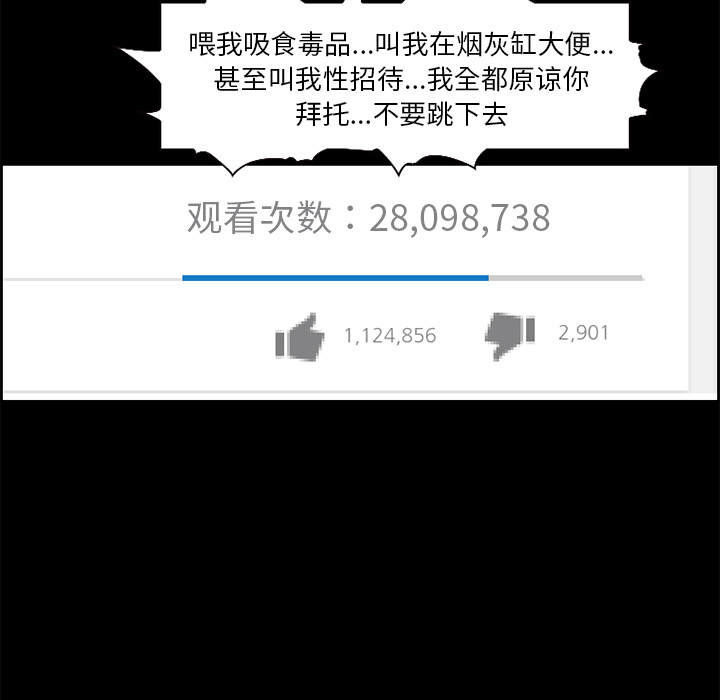 喂我吸食毒品...叫我在烟灰缸大便...
甚至叫我性招待...我全都原谅你
拜托...不要跳下去
观看次数：28,098,738
1,124,856
2,901